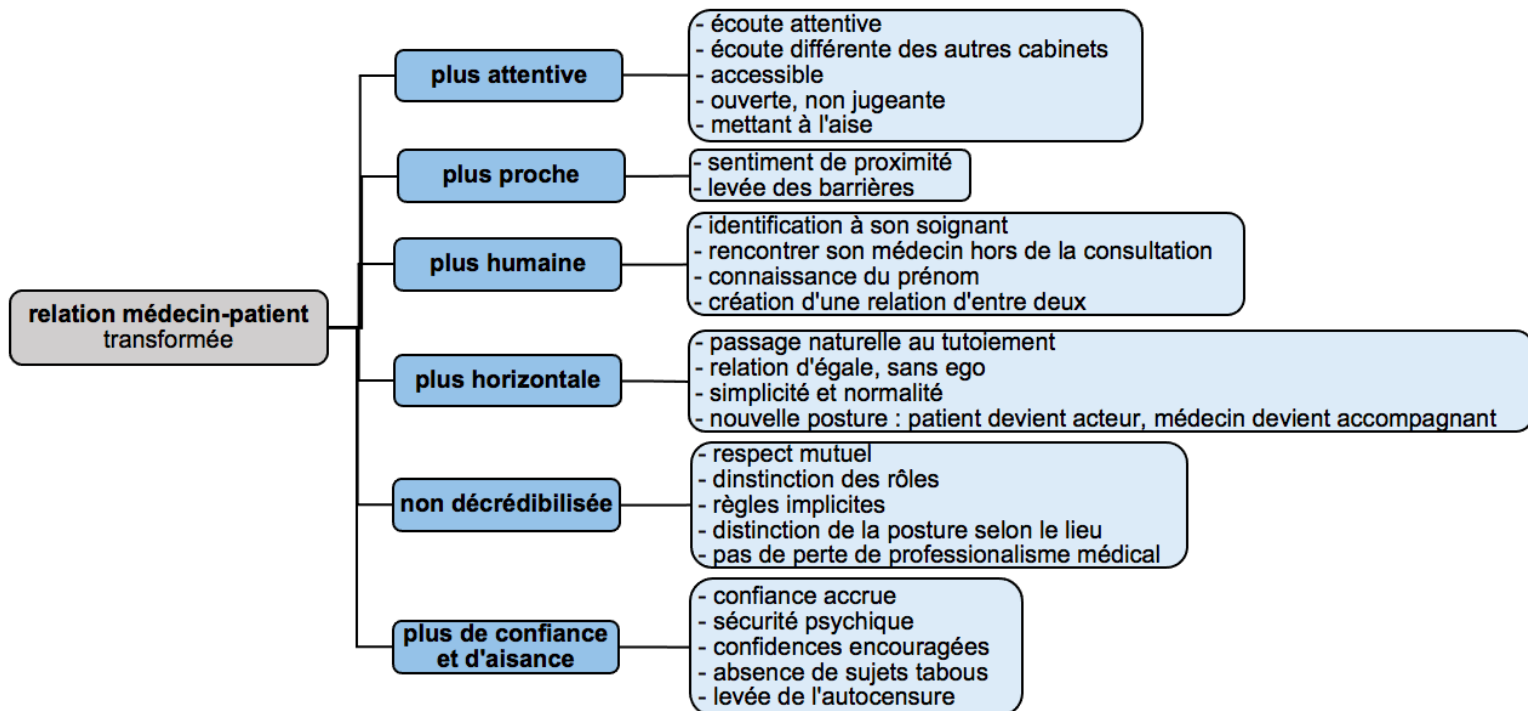 relation médecin-patient
transformée
plus attentive
- écoute attentive
- écoute différente des autres cabinets
- accessible
- ouverte, non jugeante
- mettant à l'aise
plus proche
- sentiment de proximité
- levée des barrières
plus humaine
- identification à son soignant
- rencontrer son médecin hors de la consultation
- connaissance du prénom
- création d'une relation d'entre deux
plus horizontale
- passage naturelle au tutoiement
- relation d'égale, sans ego
- simplicité et normalité
- nouvelle posture : patient devient acteur, médecin devient accompagnant
non décrédibilisée
- respect mutuel
- dinstinction des rôles
- règles implicites
- distinction de la posture selon le lieu
- pas de perte de professionalisme médical
plus de confiance
et d'aisance
- confiance accrue
- sécurité psychique
- confidences encouragées
- absence de sujets tabous
- levée de l'autocensure